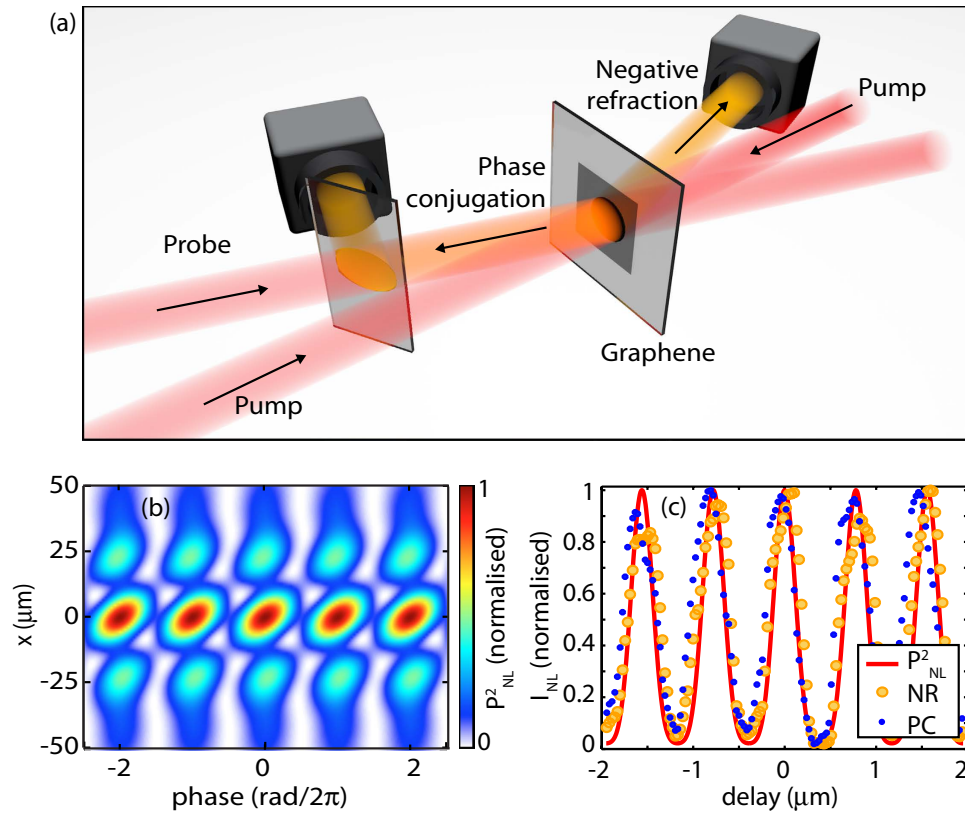 (a)
Negative
refraction
Pump
Phase
conjugation
Probe
Graphene
Pump
(b)
50
25
0
-25
-50
x (μm)
-2
0
2
phase (rad/2π)
1
0
P²NL (normalised)
(c)
1
0.8
0.6
0.4
0.2
0
INL (normalised)
P²NL
NR
PC
-2
-1
0
1
2
delay (μm)